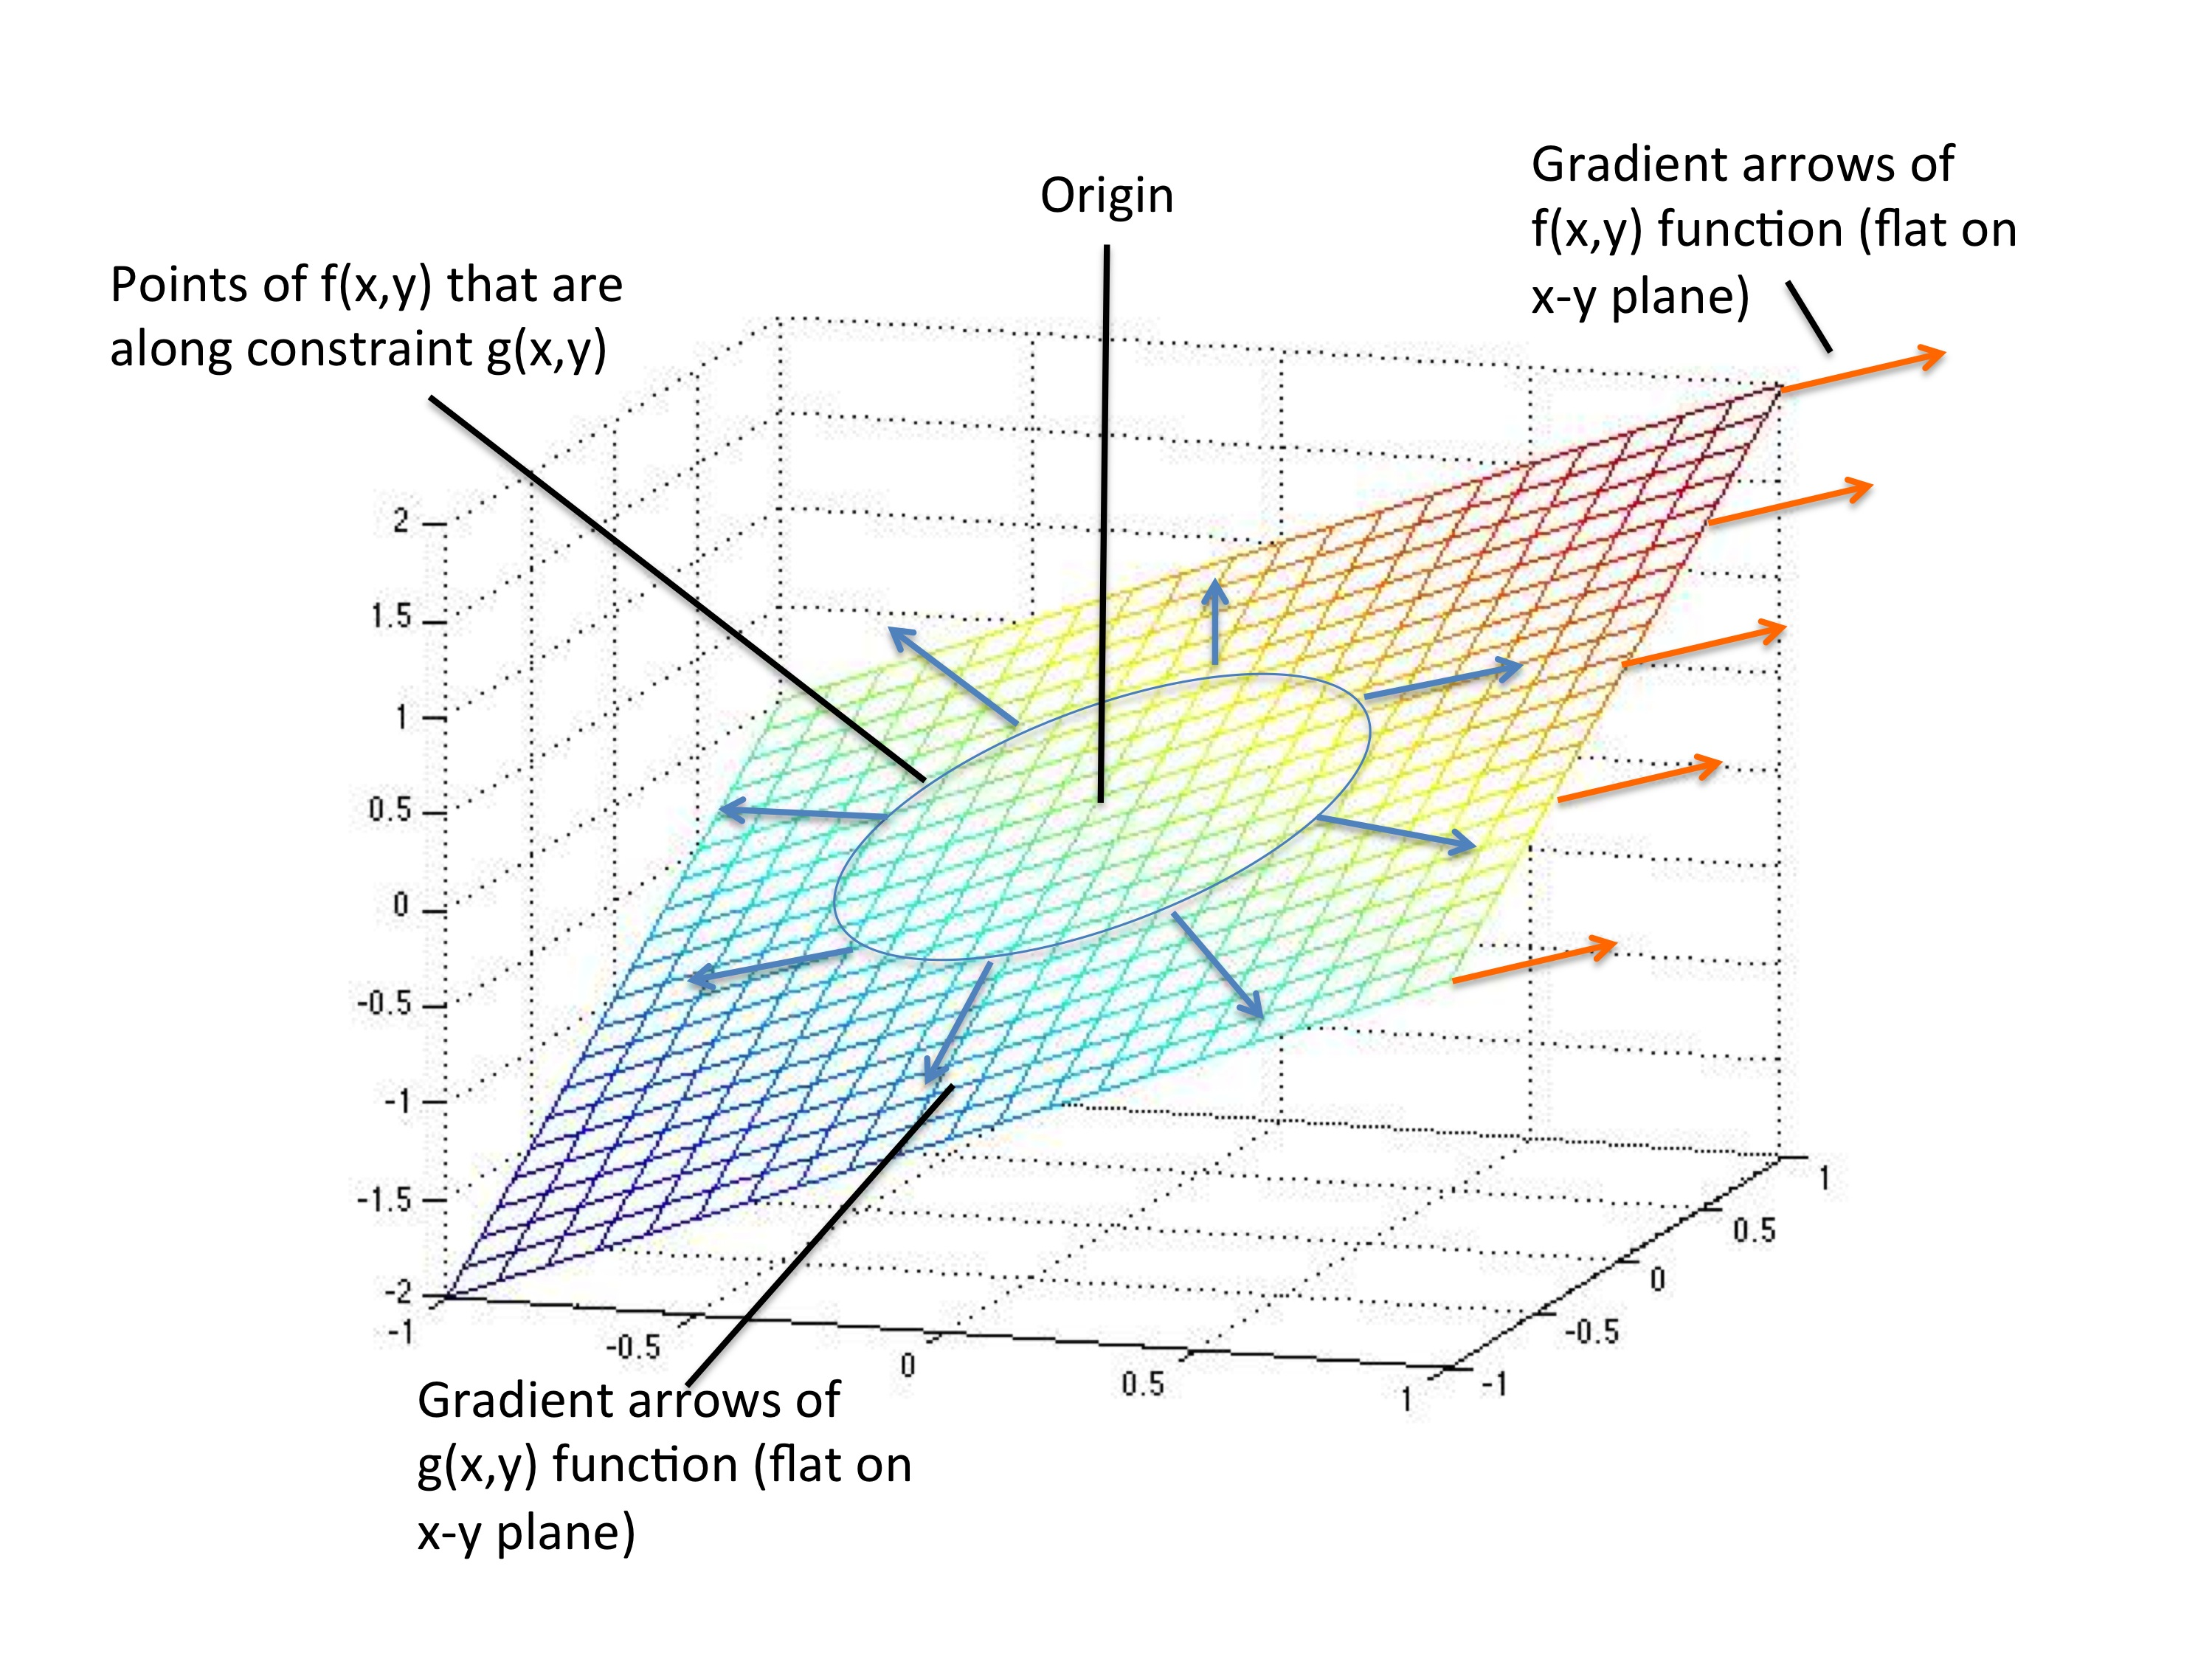 Origin
Gradient arrows of
f(x,y) function (flat on
x-y plane)
Points of f(x,y) that are
along constraint g(x,y)
2
1.5
1
0.5
0
-0.5
-1
-1.5
-2
-1
-0.5
0
0.5
1
-1
-0.5
0
0.5
1
Gradient arrows of
g(x,y) function (flat on
x-y plane)